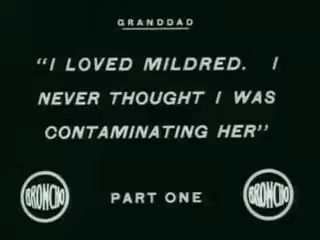 GRANDDAD
"I LOVED MILDRED. I
NEVER THOUGHT I WAS
CONTAMINATING HER"
BRONCHO PART ONE BRONCHO